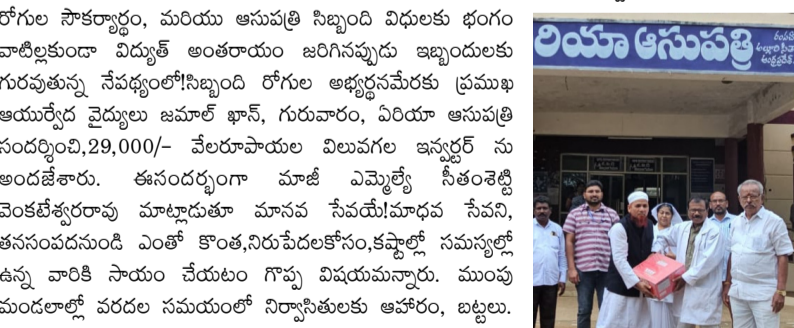 రోగుల సౌకర్యార్థం, మరియు ఆసుపత్రి సిబ్బంది విధులకు భంగం
వాటిల్లకుండా విద్యుత్ అంతరాయం జరిగినప్పుడు ఇబ్బందులకు
గురవుతున్న నేపథ్యంలో!సిబ్బంది రోగుల అభ్యర్థనమేరకు ప్రముఖ
ఆయుర్వేద వైద్యులు జమాల్ ఖాన్, గురువారం, ఏరియా ఆసుపత్రి
సందర్శించి,29,000/- వేలరూపాయల విలువగల ఇన్వర్టర్ ను
అందజేశారు. ఈసందర్భంగా మాజీ ఎమ్మెల్యే సీతంశెట్టి
వెంకటేశ్వరరావు మాట్లాడుతూ మానవ సేవయే!మాధవ సేవని,
తనసంపదనుండి ఎంతో కొంత,నిరుపేదలకోసం,కష్టాల్లో సమస్యల్లో
ఉన్న వారికి సాయం చేయటం గొప్ప విషయమన్నారు. ముంపు
మండలాల్లో వరదల సమయంలో నిర్వాసితులకు ఆహారం, బట్టలు.
రియా ఆసుపత్రి